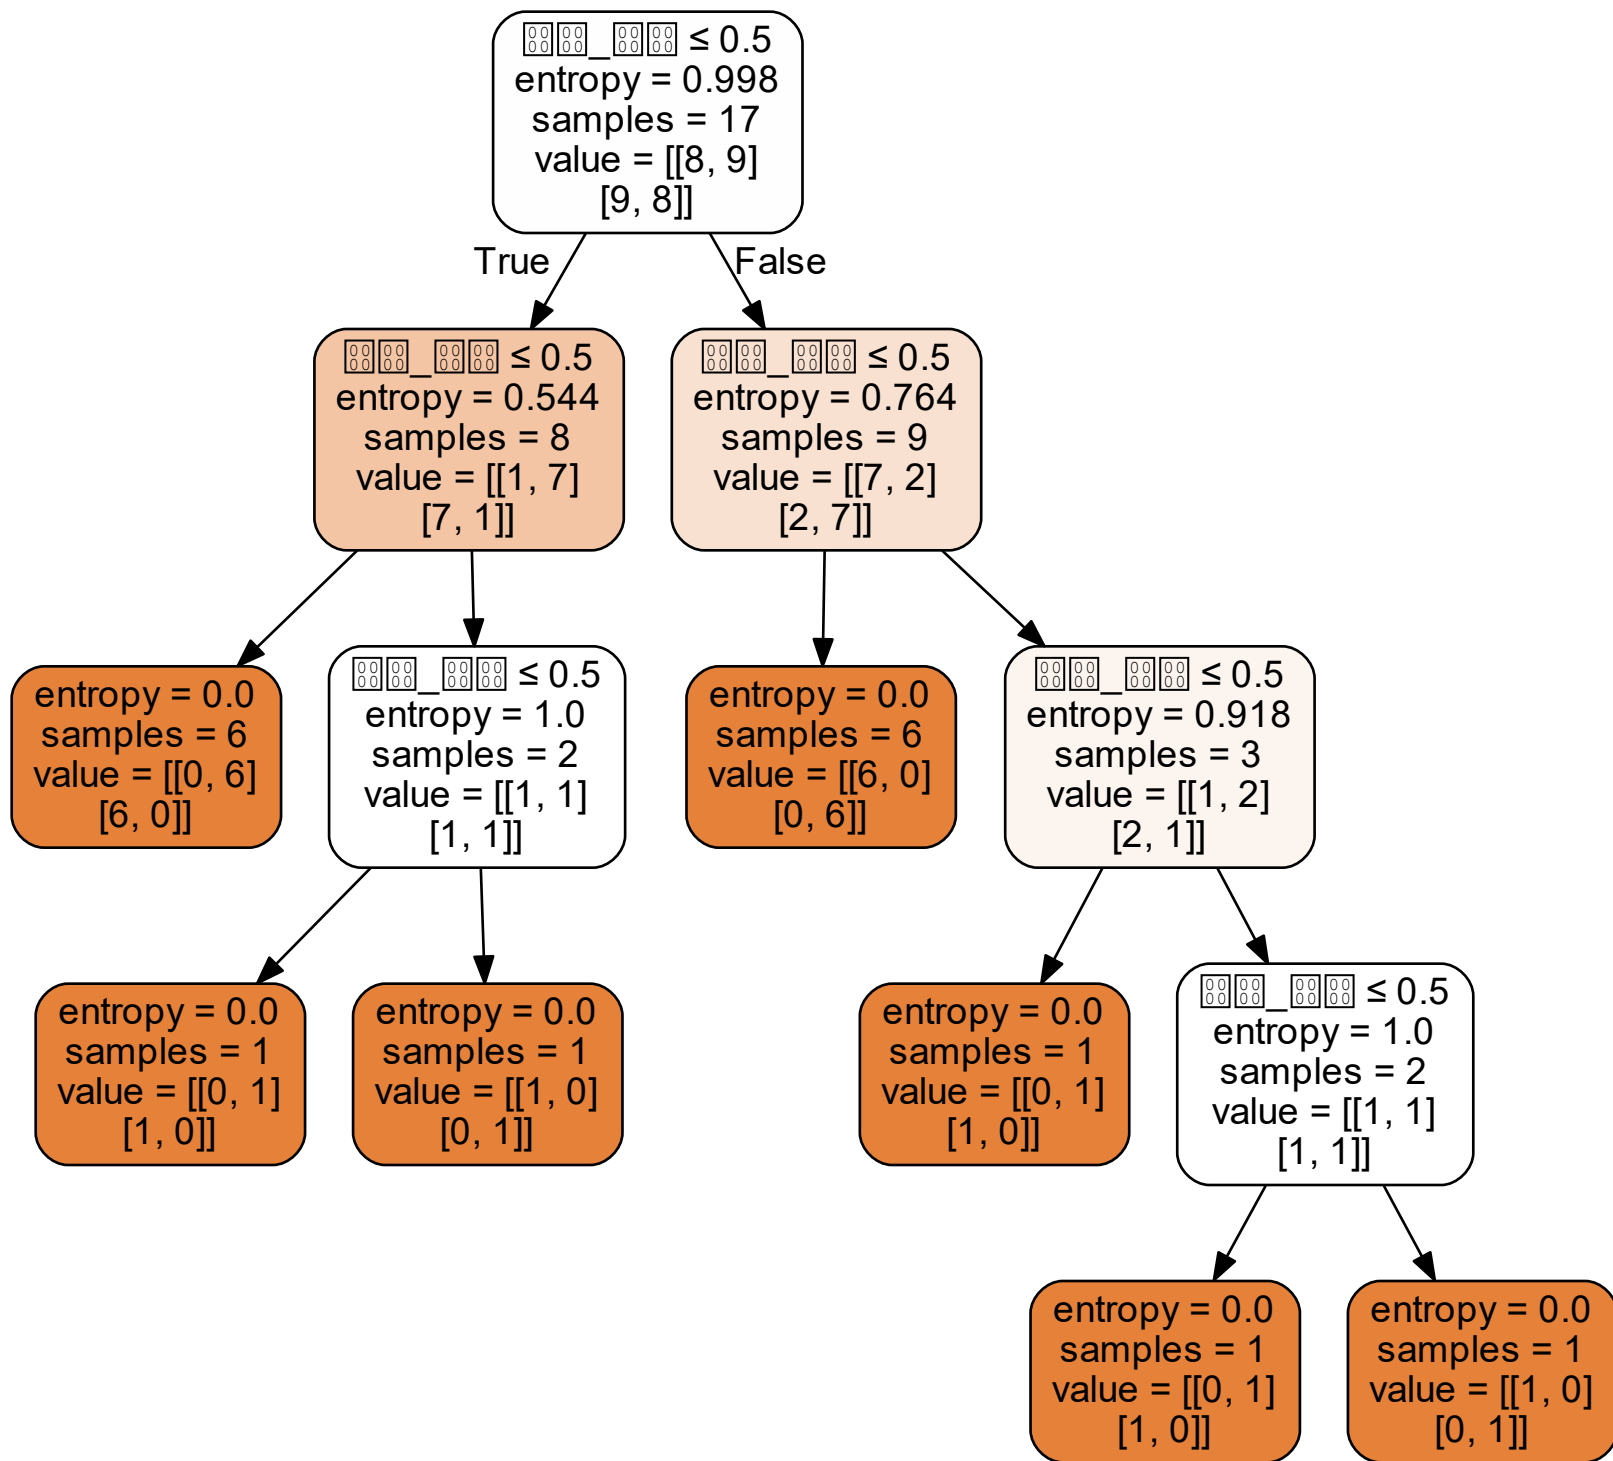 ≤ 0.5
entropy = 0.998
samples = 17
value = [[8, 9]
[9, 8]]
True
False
≤ 0.5
entropy = 0.544
samples = 8
value = [[1, 7]
[7, 1]]
≤ 0.5
entropy = 0.764
samples = 9
value = [[7, 2]
[2, 7]]
entropy = 0.0
samples = 6
value = [[0, 6]
[6, 0]]
≤ 0.5
entropy = 1.0
samples = 2
value = [[1, 1]
[1, 1]]
entropy = 0.0
samples = 6
value = [[6, 0]
[0, 6]]
≤ 0.5
entropy = 0.918
samples = 3
value = [[1, 2]
[2, 1]]
entropy = 0.0
samples = 1
value = [[0, 1]
[1, 0]]
entropy = 0.0
samples = 1
value = [[1, 0]
[0, 1]]
entropy = 0.0
samples = 1
value = [[0, 1]
[1, 0]]
≤ 0.5
entropy = 1.0
samples = 2
value = [[1, 1]
[1, 1]]
entropy = 0.0
samples = 1
value = [[0, 1]
[1, 0]]
entropy = 0.0
samples = 1
value = [[1, 0]
[0, 1]]